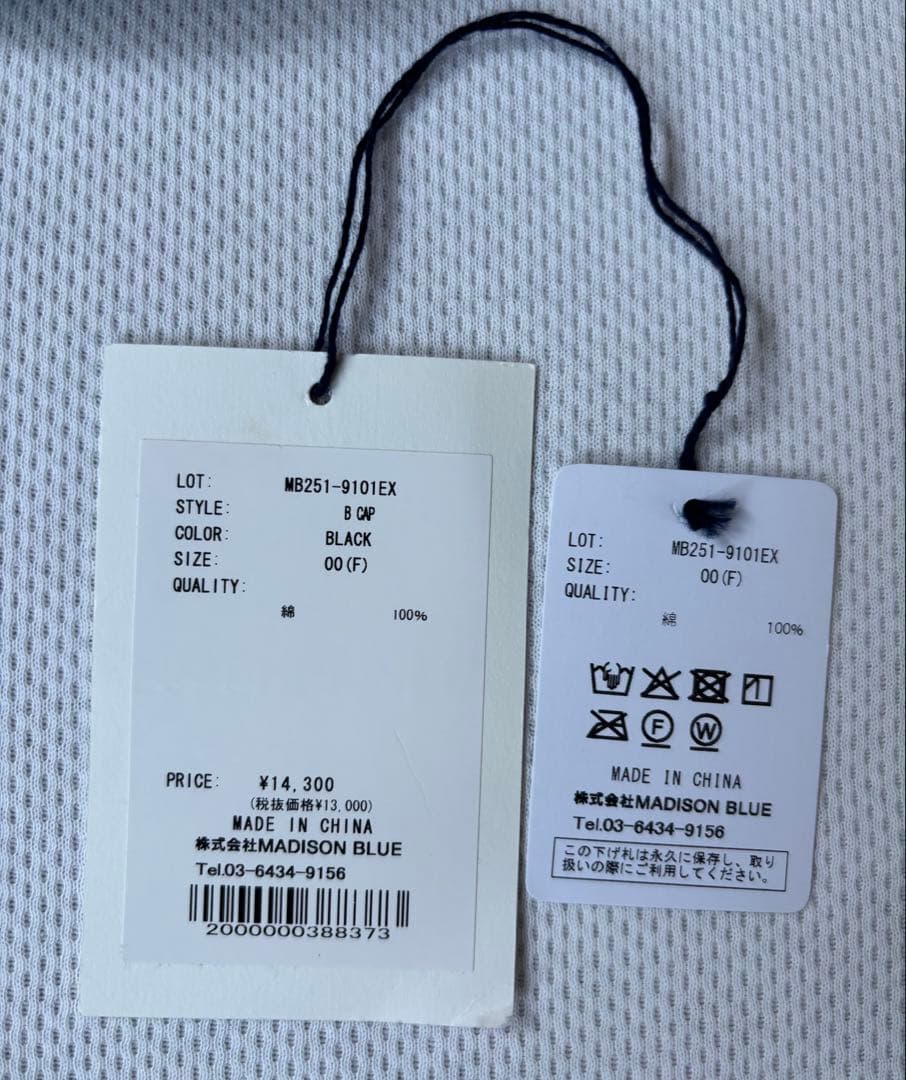 LOT: MB251-9101EX
STYLE: B CAP
COLOR: BLACK
SIZE: 00(F)
QUALITY:
綿 100%
PRICE: ¥14,300
(税抜価格¥13,000)
MADE IN CHINA
株式会社MADISON BLUE
Tel.03-6434-9156
2000000388373
LOT: MB251-9101EX
SIZE: 00(F)
QUALITY:
綿 100%
F W
MADE IN CHINA
株式会社MADISON BLUE
Tel.03-6434-9156
この下げ札は永久に保存し、取り
扱いの際にご利用してください。